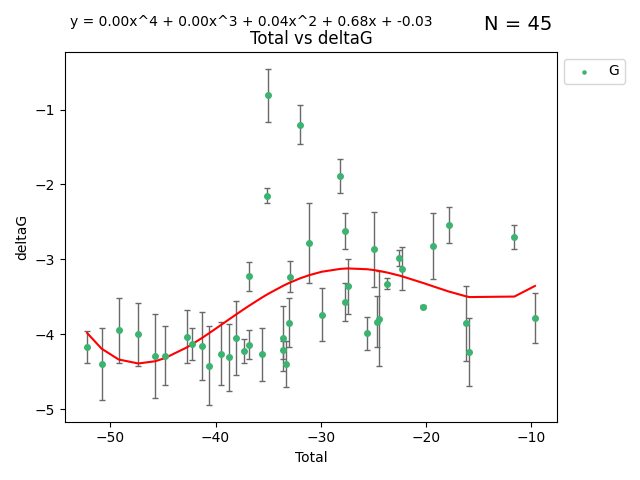 y = 0.00x^4 + 0.00x^3 + 0.04x^2 + 0.68x + -0.03
N = 45
Total vs deltaG
G
−1
−2
−3
−4
−5
deltaG
−50 −40 −30 −20 −10
Total